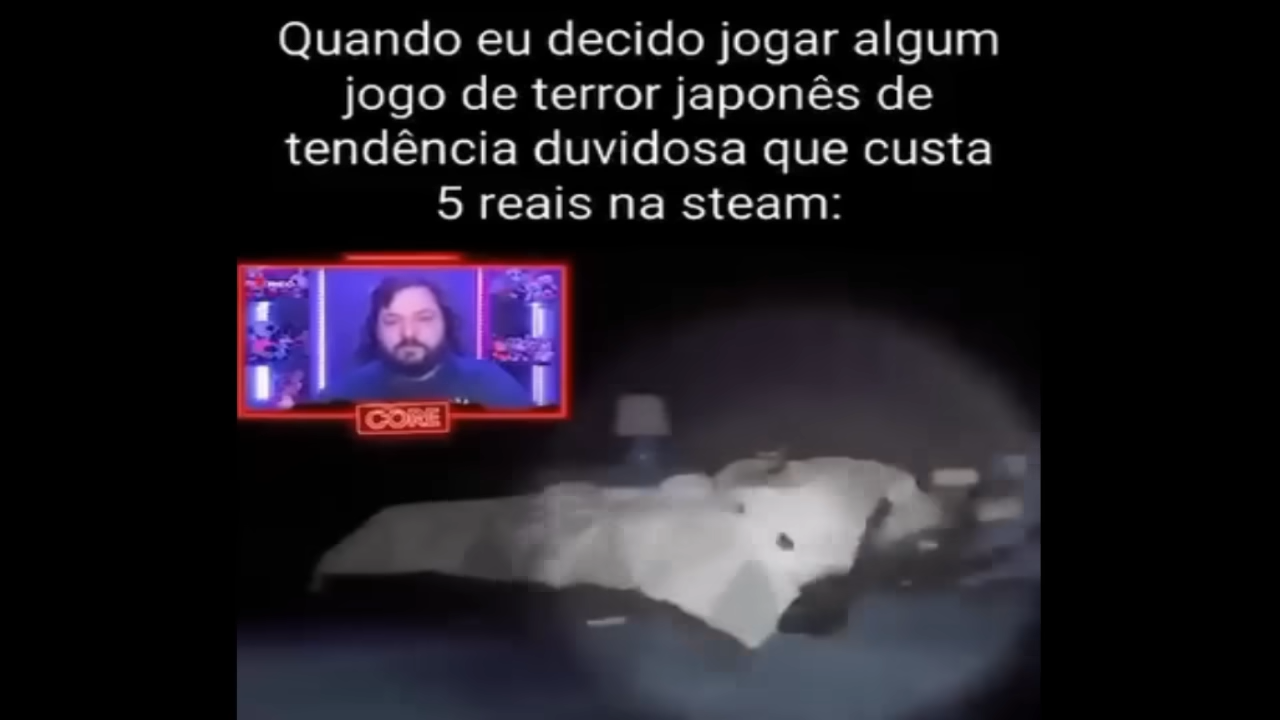 Quando eu decido jogar algum
jogo de terror japonês de
tendência duvidosa que custa
5 reais na steam:
CORE